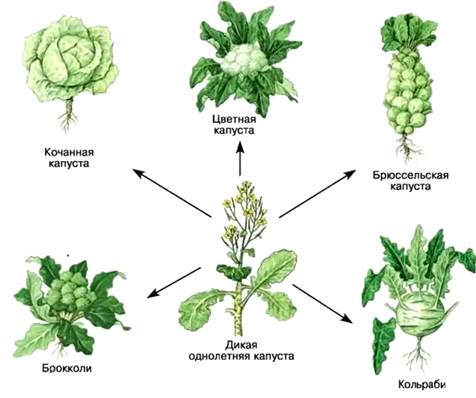 Кочанная
капуста
Цветная
капуста
Брюссельская
капуста
Брокколи
Дикая
однолетняя капуста
Кольраби